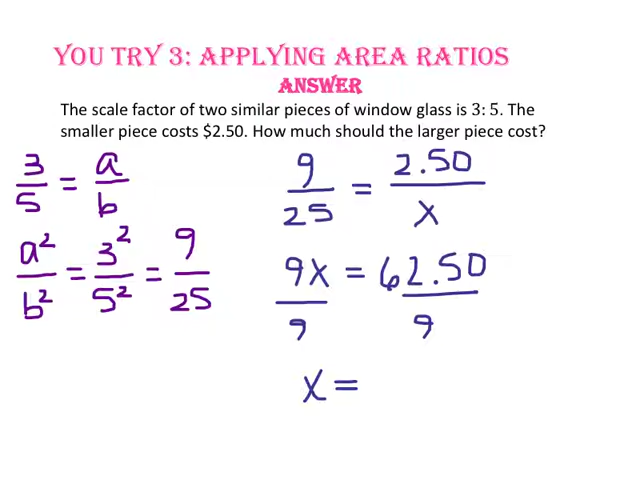 YOU TRY 3: APPLYING AREA RATIOS
ANSWER
The scale factor of two similar pieces of window glass is 3: 5. The
smaller piece costs $2.50. How much should the larger piece cost?
3/5 = a/b
a²/b² = 3²/5² = 9/25
9/25 = 2.50/x
9x/9 = 62.50/9
x =